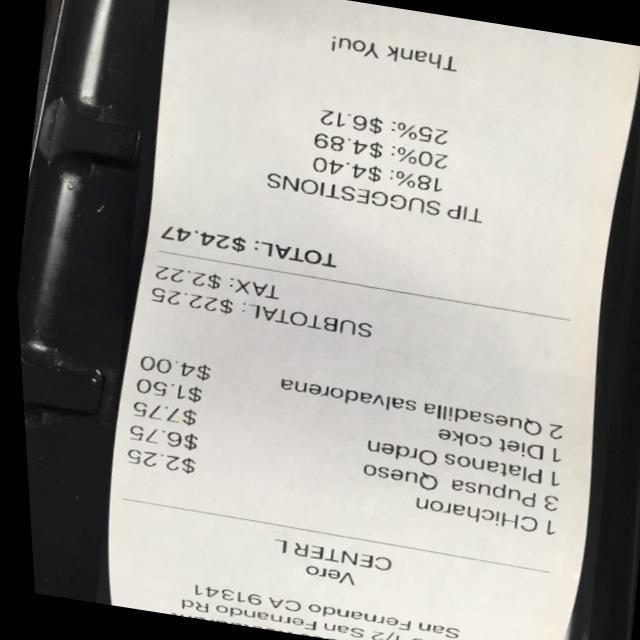 1/2 San Fernando Rd
San Fernando CA 91341
Vero
CENTER L
1 CHicharon $2.25
3 Pupusa Queso $6.75
1 Platanos Orden $7.75
1 Diet coke $1.50
2 Quesadilla salvadorena $4.00
SUBTOTAL: $22.25
TAX: $2.22
TOTAL: $24.47
TIP SUGGESTIONS
18%: $4.40
20%: $4.89
25%: $6.12
Thank You!